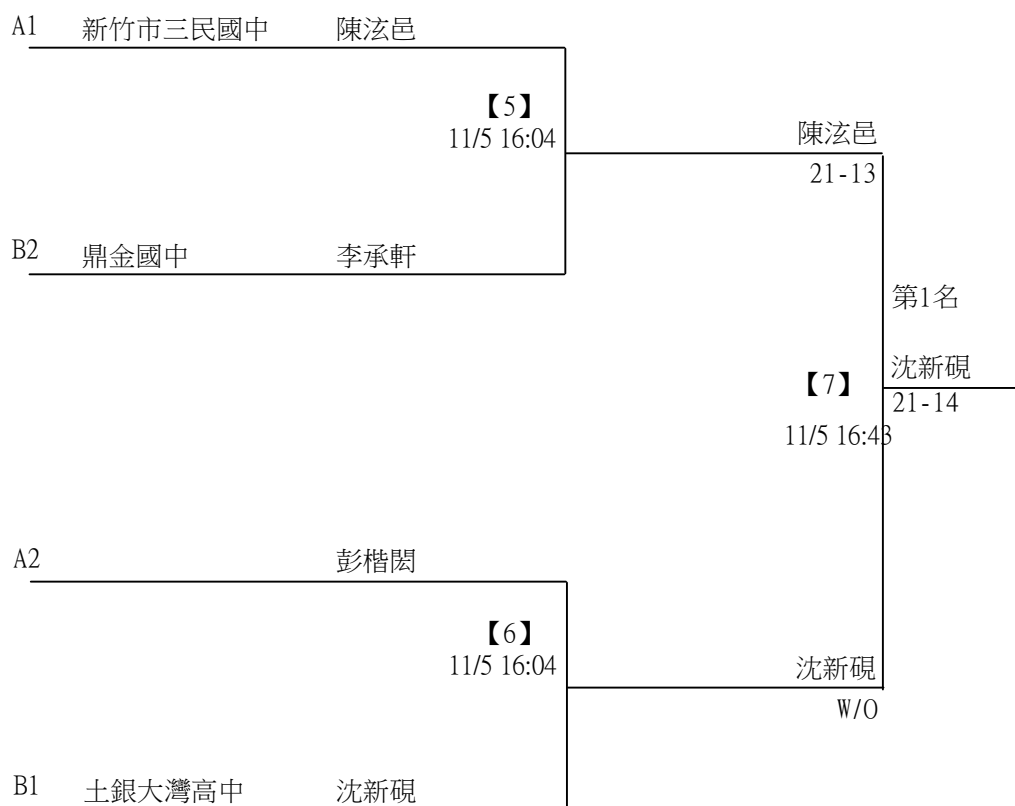 A1 新竹市三民國中 陳泫邑
【5】
11/5 16:04
陳泫邑
21-13
B2 鼎金國中 李承軒
第1名
沈新硯
【7】
21-14
11/5 16:43
A2 彭楷閎
【6】
11/5 16:04
沈新硯
W/O
B1 土銀大灣高中 沈新硯